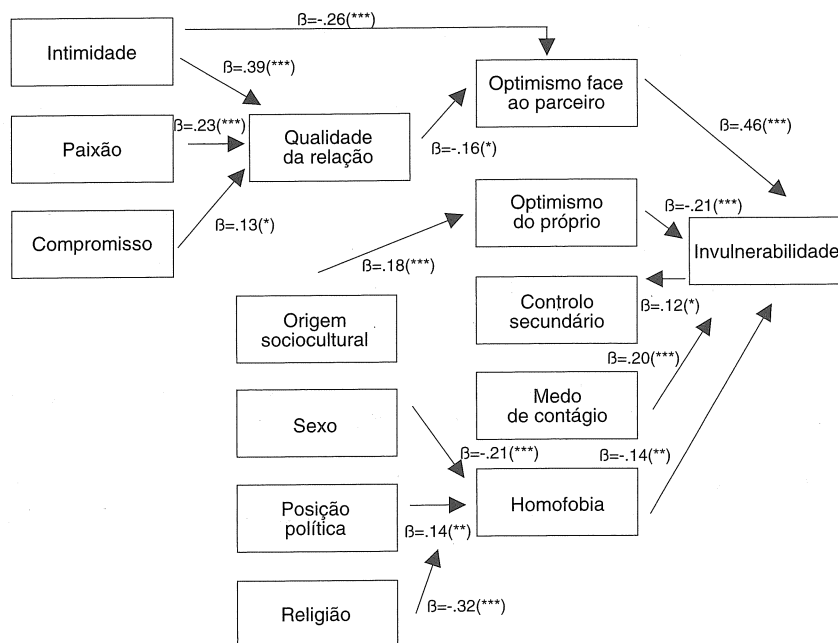 ß=-.26(***)
Intimidade
ß=.39(***)
Optimismo face
ao parceiro
ß=.46(***)
ß=.23(***)
Paixão
Qualidade
da relação
ß=-.16(*)
Optimismo
do próprio
ß=-.21(***)
Compromisso
ß=.13(*)
Invulnerabilidade
ß=.18(***)
Origem
sociocultural
Controlo
secundário
ß=.12(*)
ß=.20(***)
Medo
de contágio
Sexo
ß=-.21(***)
ß=-.14(**)
Posição
política
ß=.14(**)
Homofobia
Religião
ß=-.32(***)